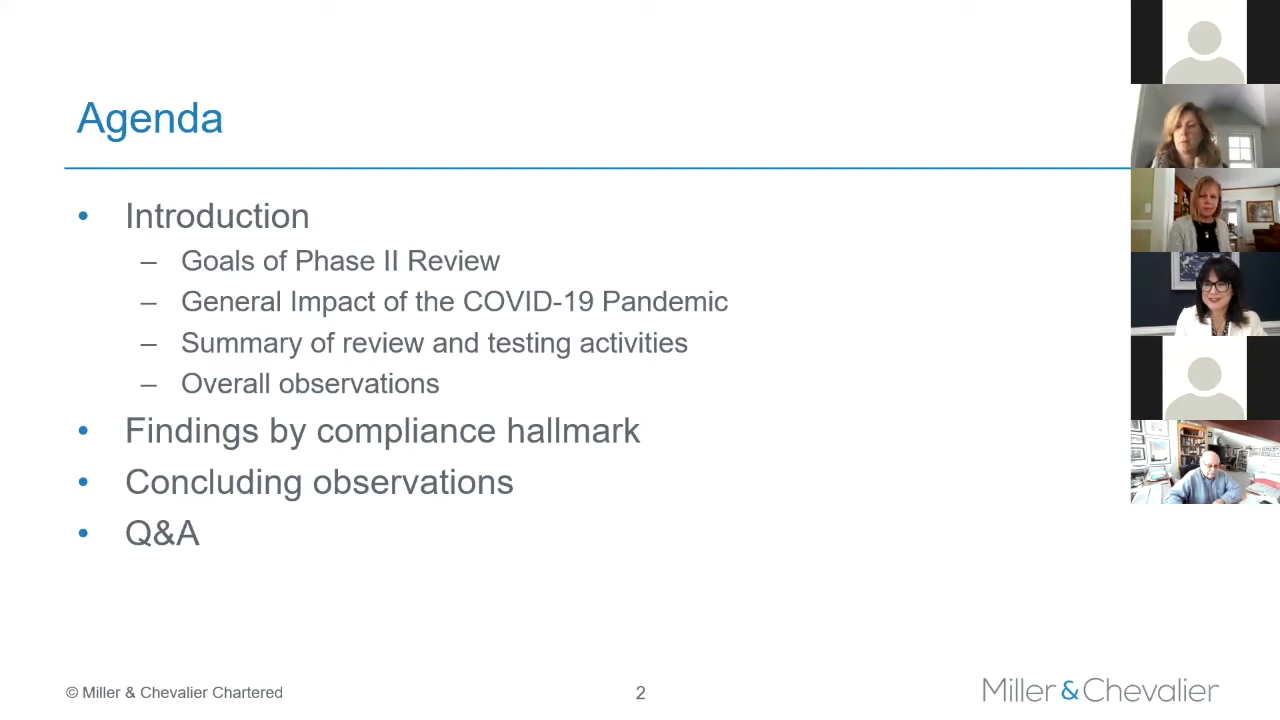 Agenda
• Introduction
– Goals of Phase II Review
– General Impact of the COVID-19 Pandemic
– Summary of review and testing activities
– Overall observations
• Findings by compliance hallmark
• Concluding observations
• Q&A
© Miller & Chevalier Chartered
2
Miller&Chevalier